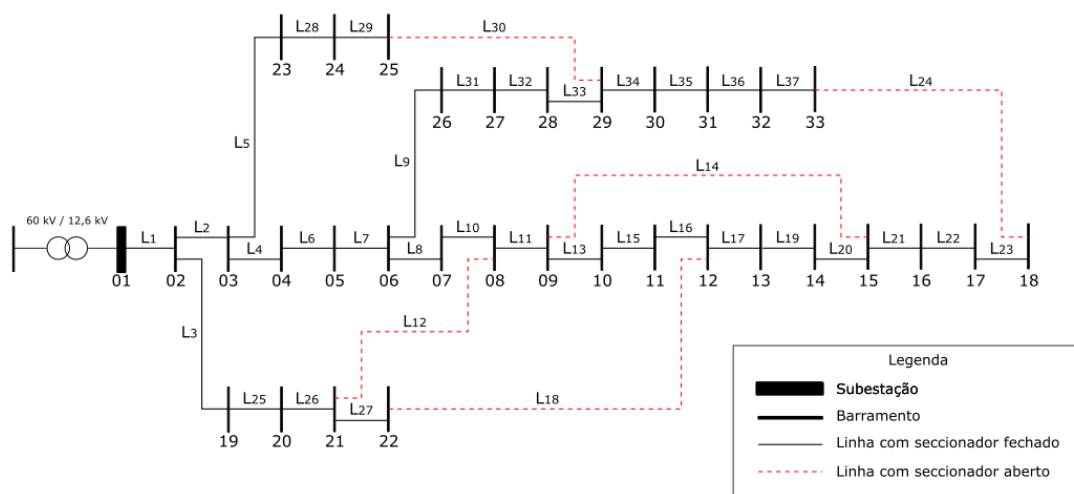 L28 L29 L30
23 24 25
L31 L32 L33 L34 L35 L36 L37 L24
26 27 28 29 30 31 32 33
L5
L9
L14
60 kV / 12,6 kV
L1 L2 L4 L6 L7 L8 L10 L11 L13 L15 L16 L17 L19 L20 L21 L22 L23
01 02 03 04 05 06 07 08 09 10 11 12 13 14 15 16 17 18
L3
L12
L25 L26 L27 L18
19 20 21 22
Legenda
Subestação
Barramento
Linha com seccionador fechado
Linha com seccionador aberto